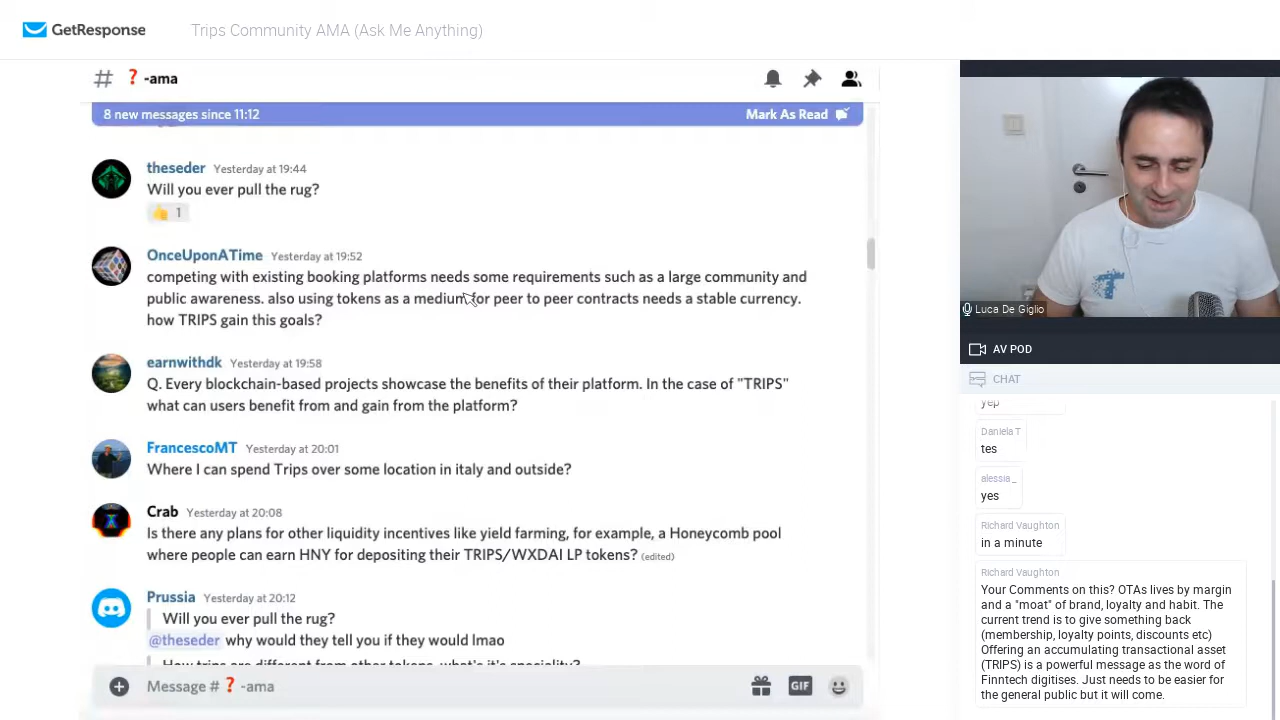 GetResponse
Trips Community AMA (Ask Me Anything)
# ❓ -ama
8 new messages since 11:12
Mark As Read
theseder Yesterday at 19:44
Will you ever pull the rug?
👍 1
OnceUponATime Yesterday at 19:52
competing with existing booking platforms needs some requirements such as a large community and
public awareness. also using tokens as a medium for peer to peer contracts needs a stable currency.
how TRIPS gain this goals?
earnwithdk Yesterday at 19:58
Q. Every blockchain-based projects showcase the benefits of their platform. In the case of "TRIPS"
what can users benefit from and gain from the platform?
FrancescoMT Yesterday at 20:01
Where I can spend Trips over some location in italy and outside?
Crab Yesterday at 20:08
Is there any plans for other liquidity incentives like yield farming, for example, a Honeycomb pool
where people can earn HNY for depositing their TRIPS/WXDAI LP tokens? (edited)
Prussia Yesterday at 20:12
Will you ever pull the rug?
@theseder why would they tell you if they would lmao
How trips are different from other tokens, what's it's speciality?
Message # ❓ -ama
GIF
Luca De Giglio
AV POD
CHAT
yep
Daniela T
tes
alessia _
yes
Richard Vaughton
in a minute
Richard Vaughton
Your Comments on this? OTAs lives by margin
and a "moat" of brand, loyalty and habit. The
current trend is to give something back
(membership, loyalty points, discounts etc)
Offering an accumulating transactional asset
(TRIPS) is a powerful message as the word of
Finntech digitises. Just needs to be easier for
the general public but it will come.